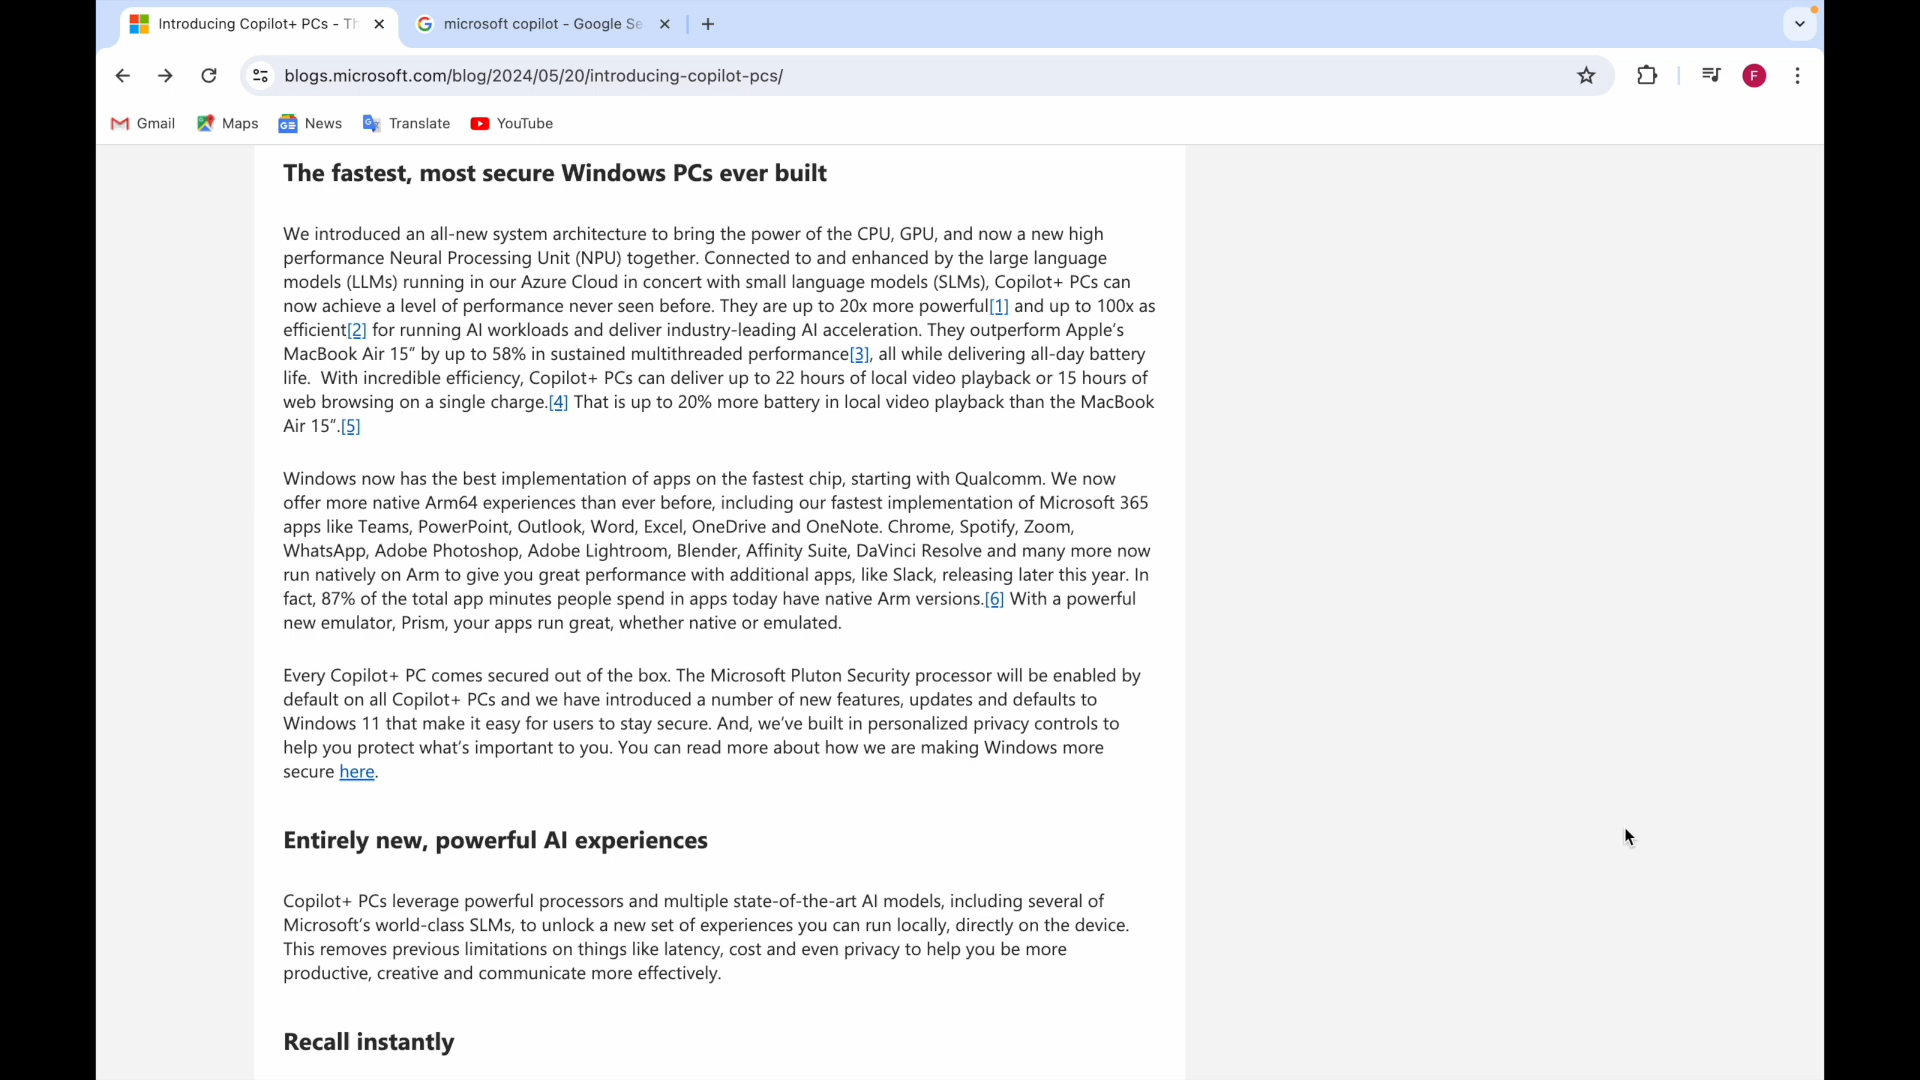 Introducing Copilot+ PCs - Th
microsoft copilot - Google Se
blogs.microsoft.com/blog/2024/05/20/introducing-copilot-pcs/
F
Gmail
Maps
News
Translate
YouTube
The fastest, most secure Windows PCs ever built
We introduced an all-new system architecture to bring the power of the CPU, GPU, and now a new high
performance Neural Processing Unit (NPU) together. Connected to and enhanced by the large language
models (LLMs) running in our Azure Cloud in concert with small language models (SLMs), Copilot+ PCs can
now achieve a level of performance never seen before. They are up to 20x more powerful[1] and up to 100x as
efficient[2] for running AI workloads and deliver industry-leading AI acceleration. They outperform Apple’s
MacBook Air 15” by up to 58% in sustained multithreaded performance[3], all while delivering all-day battery
life.  With incredible efficiency, Copilot+ PCs can deliver up to 22 hours of local video playback or 15 hours of
web browsing on a single charge.[4] That is up to 20% more battery in local video playback than the MacBook
Air 15”.[5]
Windows now has the best implementation of apps on the fastest chip, starting with Qualcomm. We now
offer more native Arm64 experiences than ever before, including our fastest implementation of Microsoft 365
apps like Teams, PowerPoint, Outlook, Word, Excel, OneDrive and OneNote. Chrome, Spotify, Zoom,
WhatsApp, Adobe Photoshop, Adobe Lightroom, Blender, Affinity Suite, DaVinci Resolve and many more now
run natively on Arm to give you great performance with additional apps, like Slack, releasing later this year. In
fact, 87% of the total app minutes people spend in apps today have native Arm versions.[6] With a powerful
new emulator, Prism, your apps run great, whether native or emulated.
Every Copilot+ PC comes secured out of the box. The Microsoft Pluton Security processor will be enabled by
default on all Copilot+ PCs and we have introduced a number of new features, updates and defaults to
Windows 11 that make it easy for users to stay secure. And, we’ve built in personalized privacy controls to
help you protect what’s important to you. You can read more about how we are making Windows more
secure here.
Entirely new, powerful AI experiences
Copilot+ PCs leverage powerful processors and multiple state-of-the-art AI models, including several of
Microsoft’s world-class SLMs, to unlock a new set of experiences you can run locally, directly on the device.
This removes previous limitations on things like latency, cost and even privacy to help you be more
productive, creative and communicate more effectively.
Recall instantly